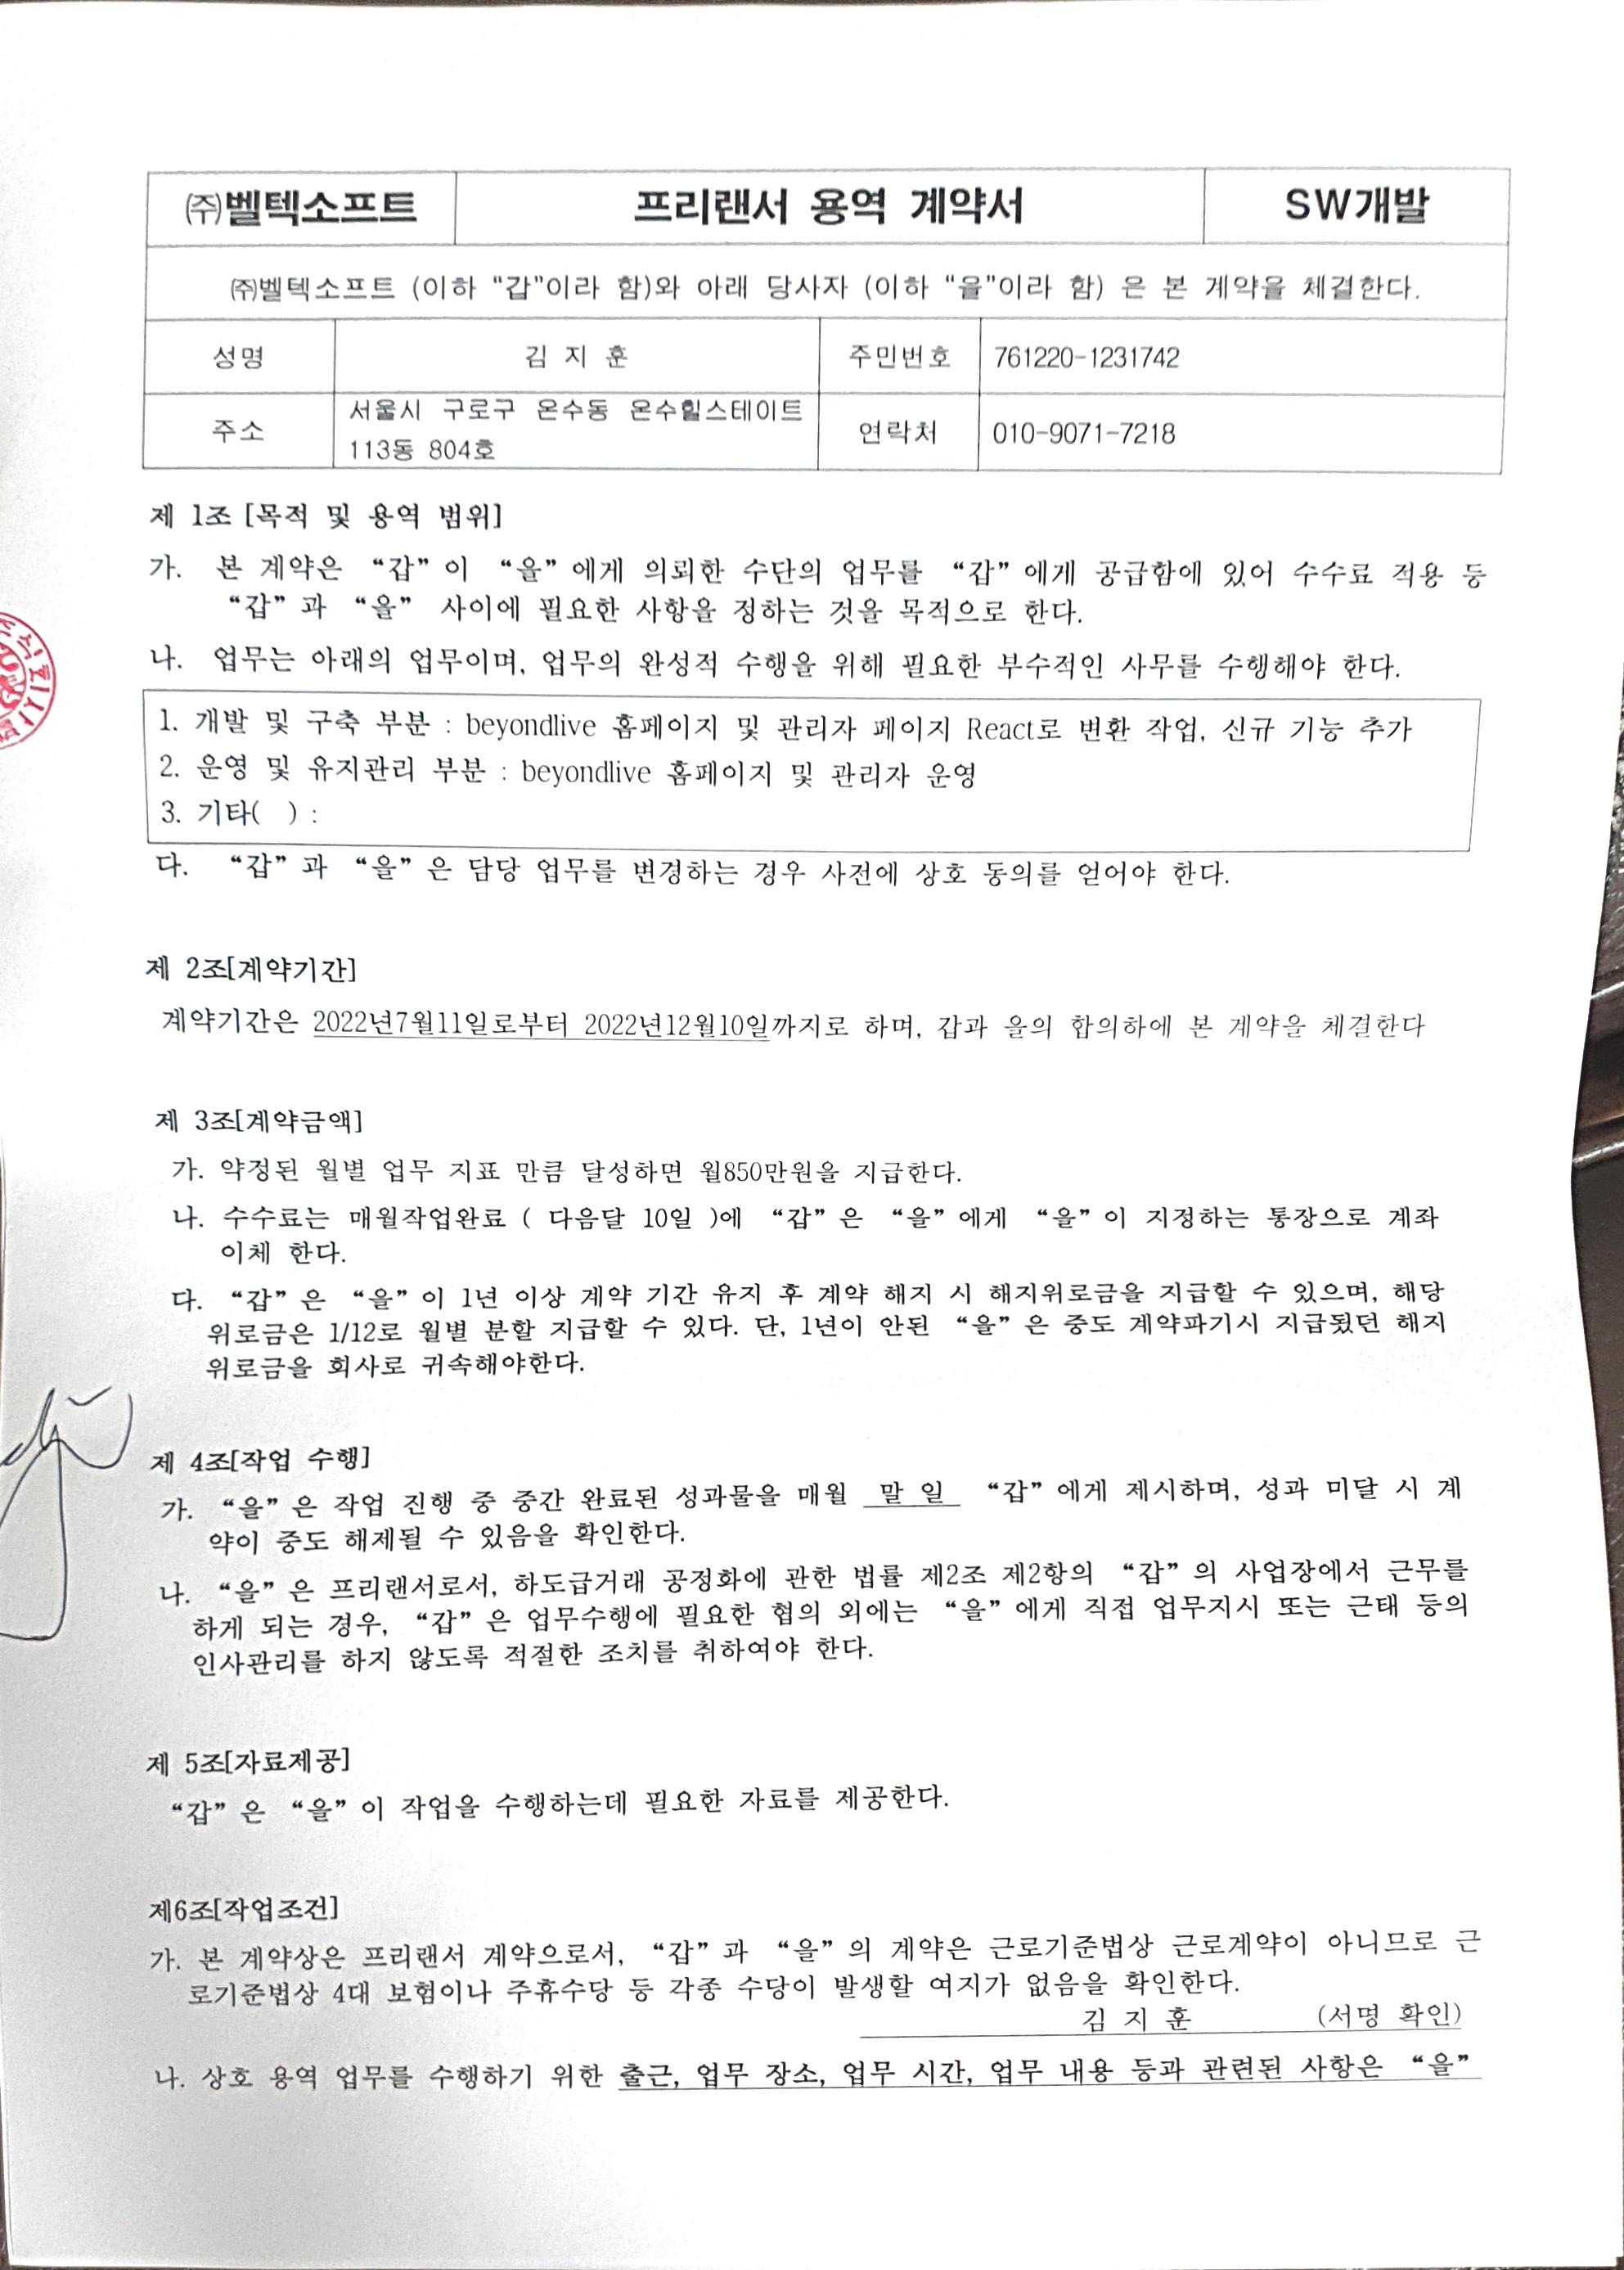 ㈜벨텍소프트 프리랜서 용역 계약서 SW개발
㈜벨텍소프트 (이하 “갑”이라 함)와 아래 당사자 (이하 “을”이라 함) 은 본 계약을 체결한다.
성명 김 지 훈 주민번호 761220-1231742
주소 서울시 구로구 온수동 온수힐스테이트 113동 804호 연락처 010-9071-7218
제 1조 [목적 및 용역 범위]
가. 본 계약은 “갑” 이 “을” 에게 의뢰한 수단의 업무를 “갑” 에게 공급함에 있어 수수료 적용 등
“갑” 과 “을” 사이에 필요한 사항을 정하는 것을 목적으로 한다.
나. 업무는 아래의 업무이며, 업무의 완성적 수행을 위해 필요한 부수적인 사무를 수행해야 한다.
1. 개발 및 구축 부분 : beyondlive 홈페이지 및 관리자 페이지 React로 변환 작업, 신규 기능 추가
2. 운영 및 유지관리 부분 : beyondlive 홈페이지 및 관리자 운영
3. 기타( ) :
다. “갑” 과 “을” 은 담당 업무를 변경하는 경우 사전에 상호 동의를 얻어야 한다.
제 2조[계약기간]
계약기간은 2022년7월11일로부터 2022년12월10일까지로 하며, 갑과 을의 합의하에 본 계약을 체결한다
제 3조[계약금액]
가. 약정된 월별 업무 지표 만큼 달성하면 월850만원을 지급한다.
나. 수수료는 매월작업완료 ( 다음달 10일 )에 “갑” 은 “을” 에게 “을” 이 지정하는 통장으로 계좌
이체 한다.
다. “갑” 은 “을” 이 1년 이상 계약 기간 유지 후 계약 해지 시 해지위로금을 지급할 수 있으며, 해당
위로금은 1/12로 월별 분할 지급할 수 있다. 단, 1년이 안된 “을” 은 중도 계약파기시 지급됐던 해지
위로금을 회사로 귀속해야한다.
제 4조[작업 수행]
가. “을” 은 작업 진행 중 중간 완료된 성과물을 매월 말 일 “갑” 에게 제시하며, 성과 미달 시 계
약이 중도 해제될 수 있음을 확인한다.
나. “을” 은 프리랜서로서, 하도급거래 공정화에 관한 법률 제2조 제2항의 “갑” 의 사업장에서 근무를
하게 되는 경우, “갑” 은 업무수행에 필요한 협의 외에는 “을” 에게 직접 업무지시 또는 근태 등의
인사관리를 하지 않도록 적절한 조치를 취하여야 한다.
제 5조[자료제공]
“갑” 은 “을” 이 작업을 수행하는데 필요한 자료를 제공한다.
제6조[작업조건]
가. 본 계약상은 프리랜서 계약으로서, “갑” 과 “을” 의 계약은 근로기준법상 근로계약이 아니므로 근
로기준법상 4대 보험이나 주휴수당 등 각종 수당이 발생할 여지가 없음을 확인한다.
김 지 훈 (서명 확인)
나. 상호 용역 업무를 수행하기 위한 출근, 업무 장소, 업무 시간, 업무 내용 등과 관련된 사항은 “을”